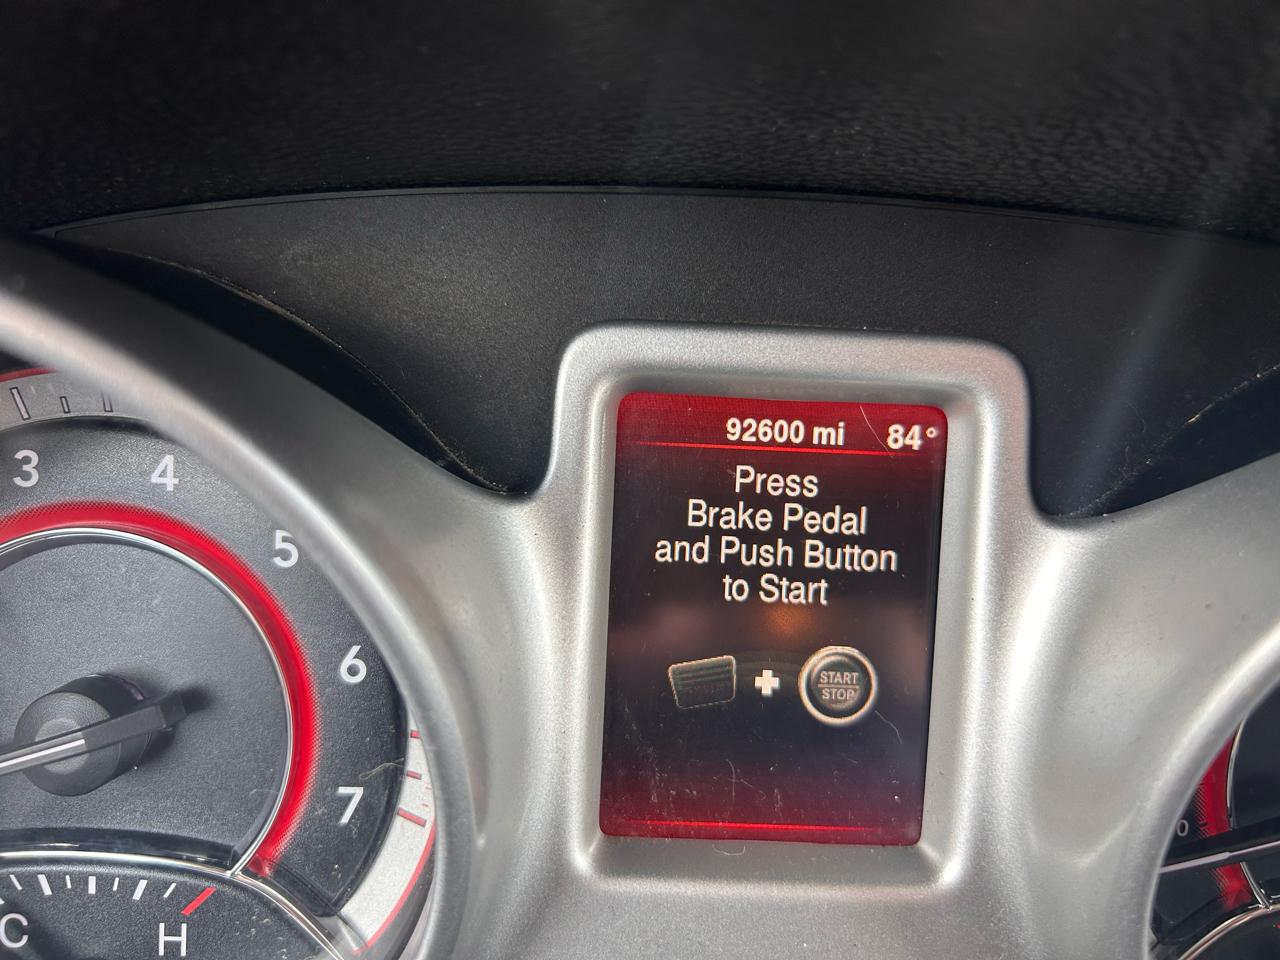 92600 mi 84°
Press
Brake Pedal
and Push Button
to Start
START
STOP
3
4
5
6
7
C
H